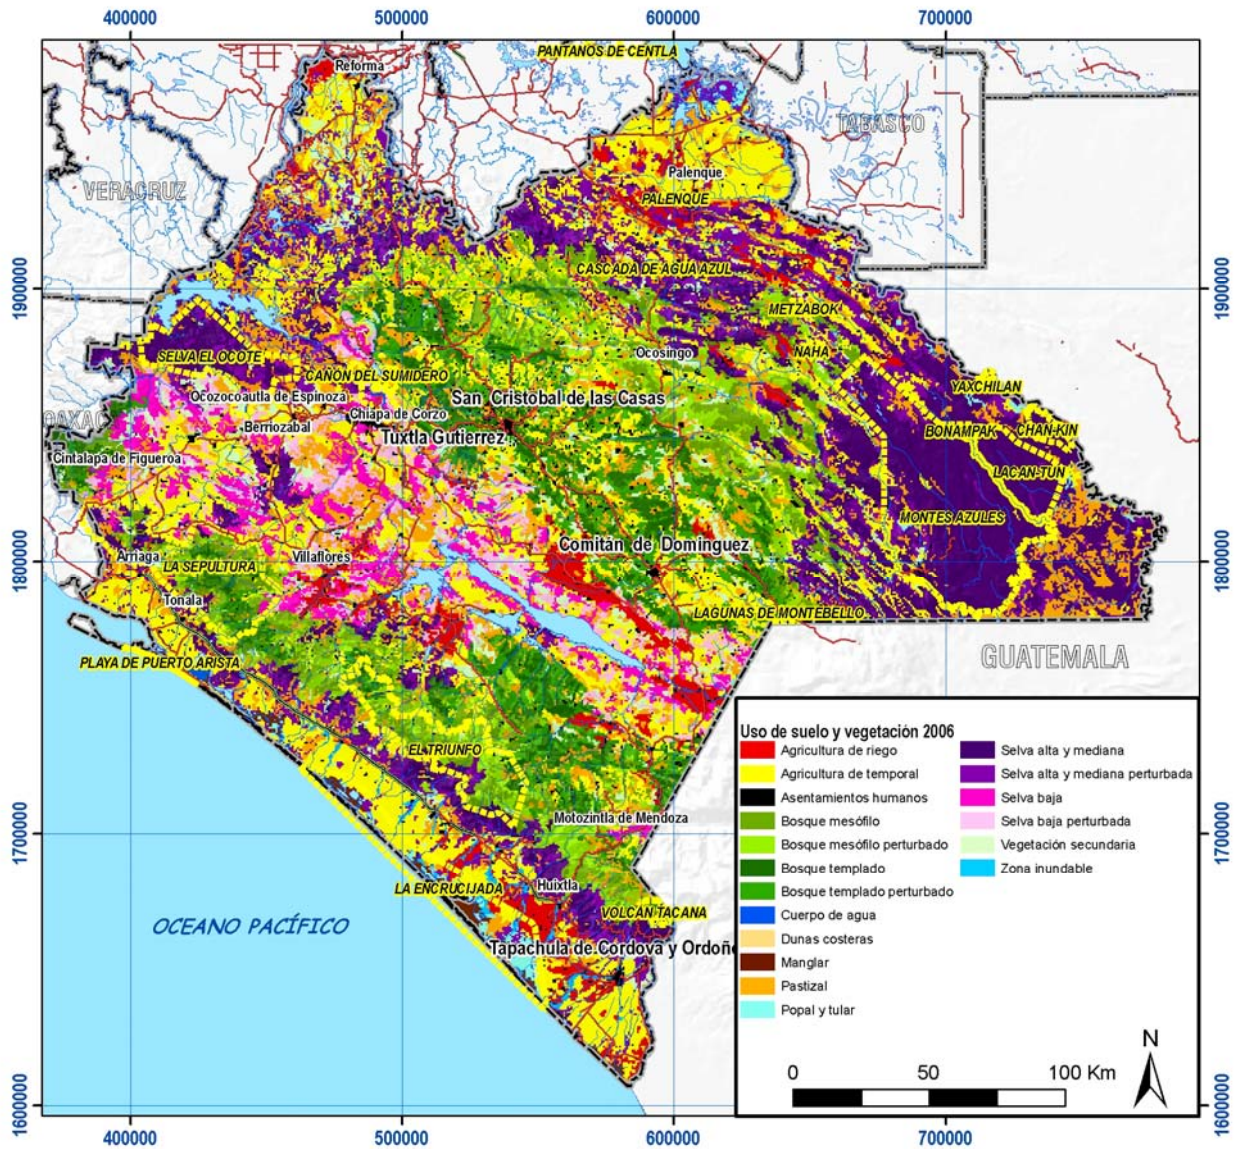 400000
500000
600000
700000
PANTANOS DE CENTLA
Reforma
TABASCO
VERACRUZ
Palenque
PALENQUE
CASCADA DE AGUA AZUL
1900000
1900000
METZABOK
NAHA
Ocosingo
SELVA EL OCOTE
CAÑON DEL SUMIDERO
YAXCHILAN
Ocozocoautla de Espinoza
San Cristobal de las Casas
OAXAC
Chiapa de Corzo
Berriozabal
Tuxtla Gutierrez
BONAMPAK
CHAN-KIN
Cintalapa de Figueroa
LACAN-TUN
MONTES AZULES
Comitán de Domínguez
Arriaga
Villaflores
1800000
1800000
LA SEPULTURA
Tonala
LAGUNAS DE MONTEBELLO
GUATEMALA
PLAYA DE PUERTO ARISTA
EL TRIUNFO
Motozintla de Mendoza
1700000
1700000
Huixtla
LA ENCRUCIJADA
VOLCÁN TACANA
OCEANO PACÍFICO
Tapachula de Cordova y Ordoñe
Uso de suelo y vegetación 2006
Agricultura de riego
Agricultura de temporal
Asentamientos humanos
Bosque mesófilo
Bosque mesófilo perturbado
Bosque templado
Bosque templado perturbado
Cuerpo de agua
Dunas costeras
Manglar
Pastizal
Popal y tular
Selva alta y mediana
Selva alta y mediana perturbada
Selva baja
Selva baja perturbada
Vegetación secundaria
Zona inundable
N
0
50
100 Km
1600000
1600000
400000
500000
600000
700000